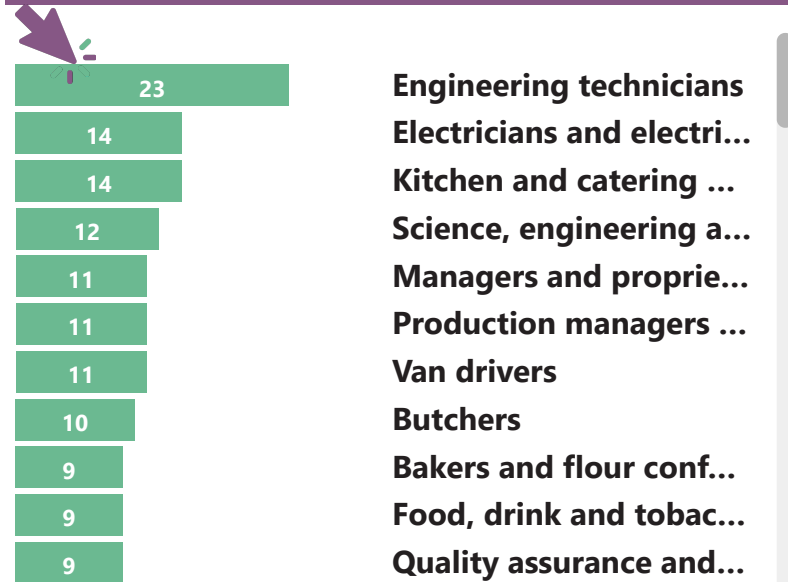 23 Engineering technicians
14 Electricians and electri...
14 Kitchen and catering ...
12 Science, engineering a...
11 Managers and proprie...
11 Production managers ...
11 Van drivers
10 Butchers
9 Bakers and flour conf...
9 Food, drink and tobac...
9 Quality assurance and...